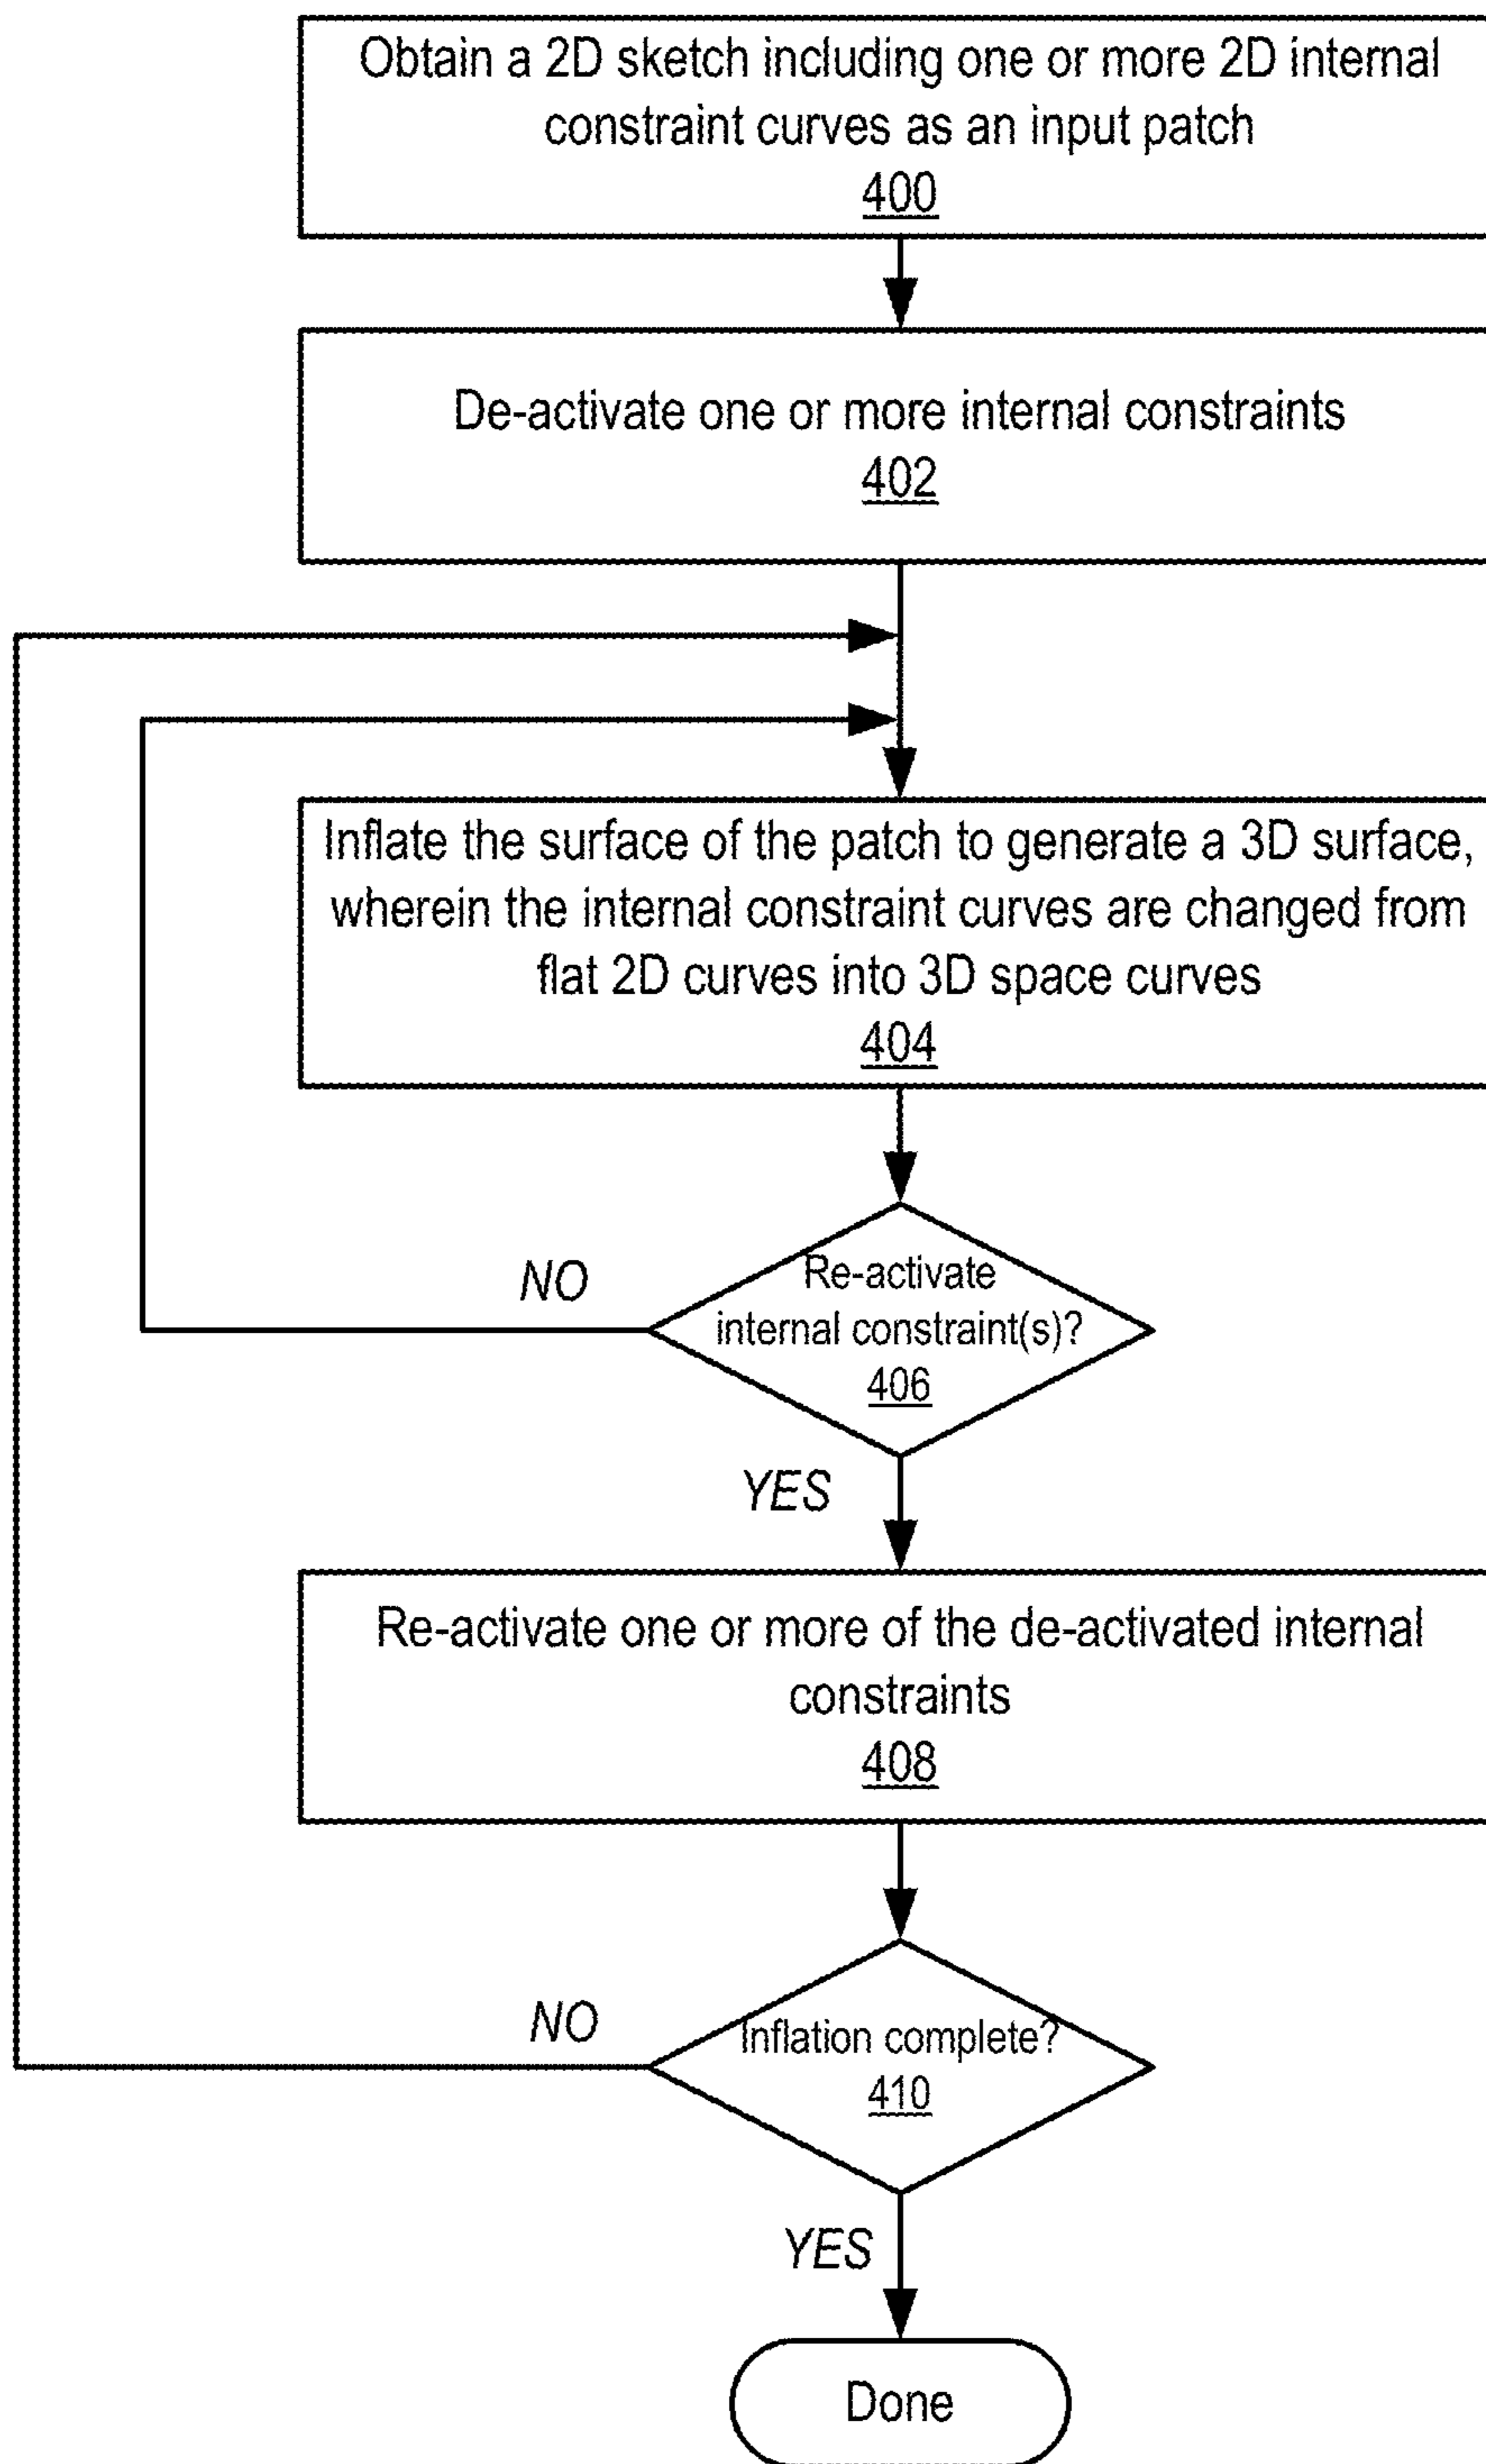 Obtain a 2D sketch including one or more 2D internal
constraint curves as an input patch
400
De-activate one or more internal constraints
402
Inflate the surface of the patch to generate a 3D surface,
wherein the internal constraint curves are changed from
flat 2D curves into 3D space curves
404
NO
Re-activate
internal constraint(s)?
406
YES
Re-activate one or more of the de-activated internal
constraints
408
NO
Inflation complete?
410
YES
Done